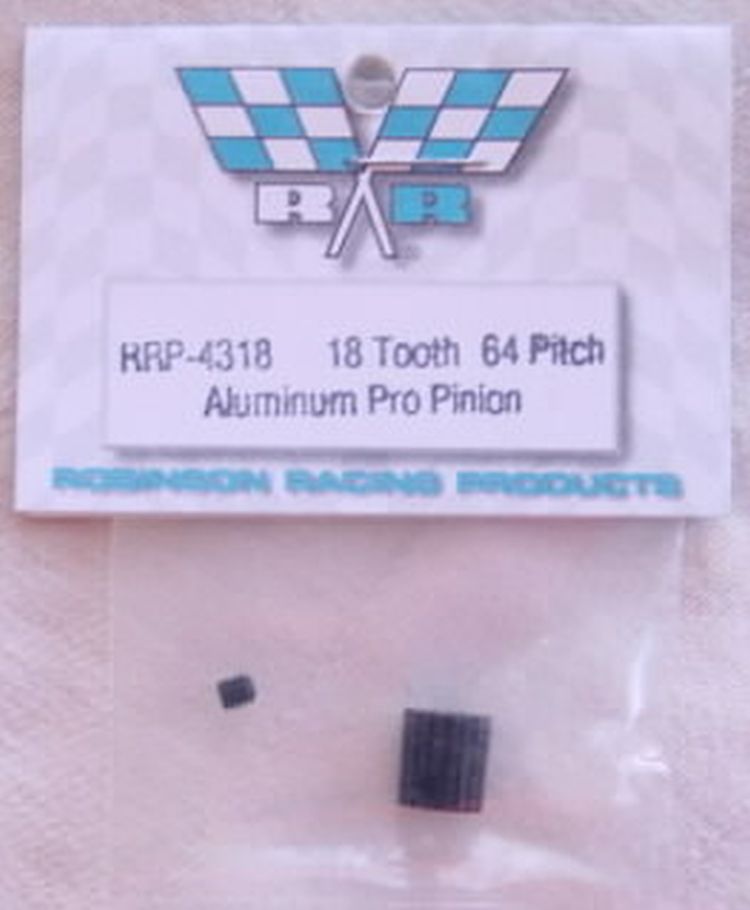 R R
RRP-4318 18 Tooth 64 Pitch
Aluminum Pro Pinion
ROBINSON RACING PRODUCTS